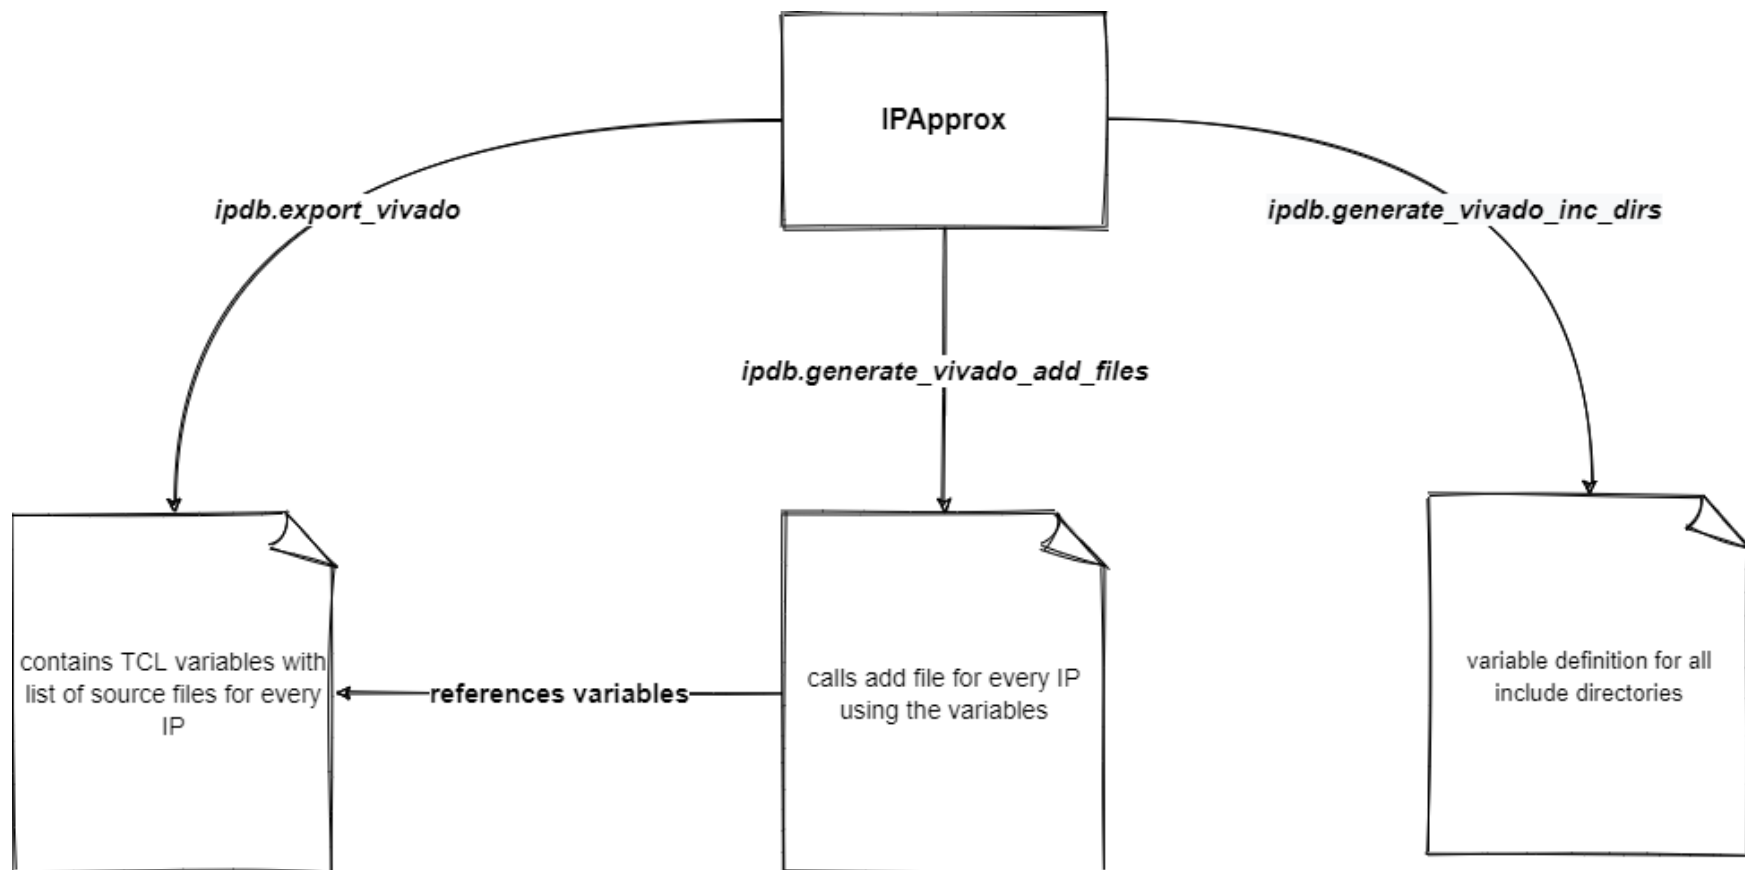 IPApprox
ipdb.export_vivado
ipdb.generate_vivado_inc_dirs
ipdb.generate_vivado_add_files
contains TCL variables with
list of source files for every
IP
references variables
calls add file for every IP
using the variables
variable definition for all
include directories